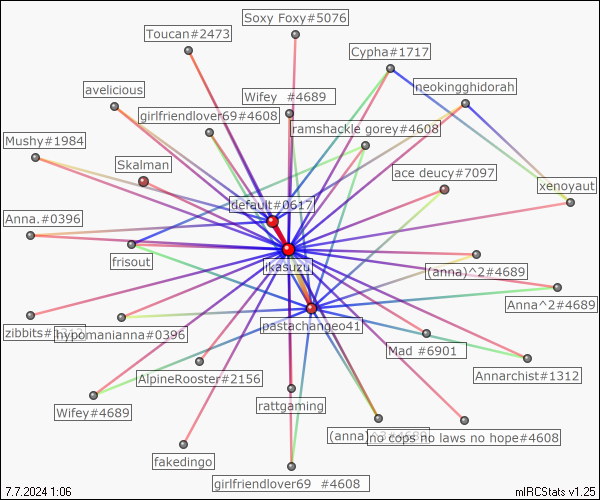 Soxy Foxy#5076
Toucan#2473
Cypha#1717
neokingghidorah
avelicious
Wifey #4689
girlfriendlover69#4608
ramshackle gorey#4608
Mushy#1984
Skalman
ace deucy#7097
xenoyaut
default#0617
Anna.#0396
frisout
ikasuzu
(anna)^2#4689
Anna^2#4689
zibbits#
hypomanianna#0396
pastachangeo41
Mad #6901
AlpineRooster#2156
Annarchist#1312
Wifey#4689
rattgaming
(anna)
no cops no laws no hope#4608
fakedingo
girlfriendlover69 #4608
7.7.2024 1:06
mIRCStats v1.25